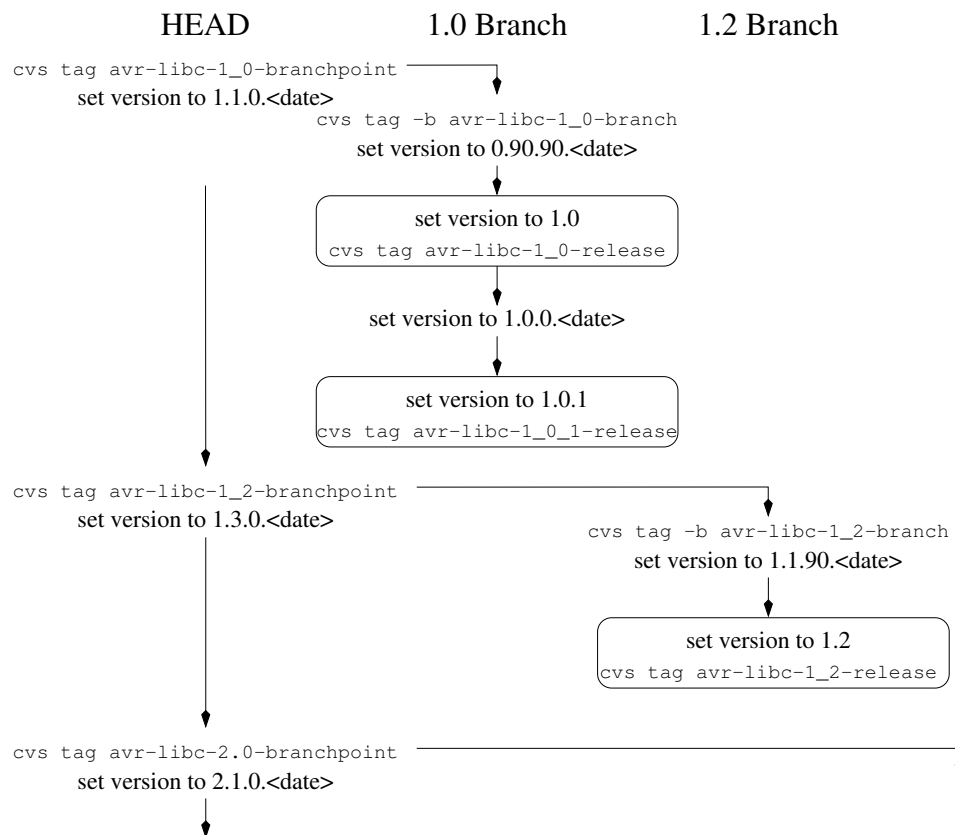 HEAD
1.0 Branch
1.2 Branch
cvs tag avr-libc-1_0-branchpoint
set version to 1.1.0.<date>
cvs tag -b avr-libc-1_0-branch
set version to 0.90.90.<date>
set version to 1.0
cvs tag avr-libc-1_0-release
set version to 1.0.0.<date>
set version to 1.0.1
cvs tag avr-libc-1_0_1-release
cvs tag avr-libc-1_2-branchpoint
set version to 1.3.0.<date>
cvs tag -b avr-libc-1_2-branch
set version to 1.1.90.<date>
set version to 1.2
cvs tag avr-libc-1_2-release
cvs tag avr-libc-2.0-branchpoint
set version to 2.1.0.<date>